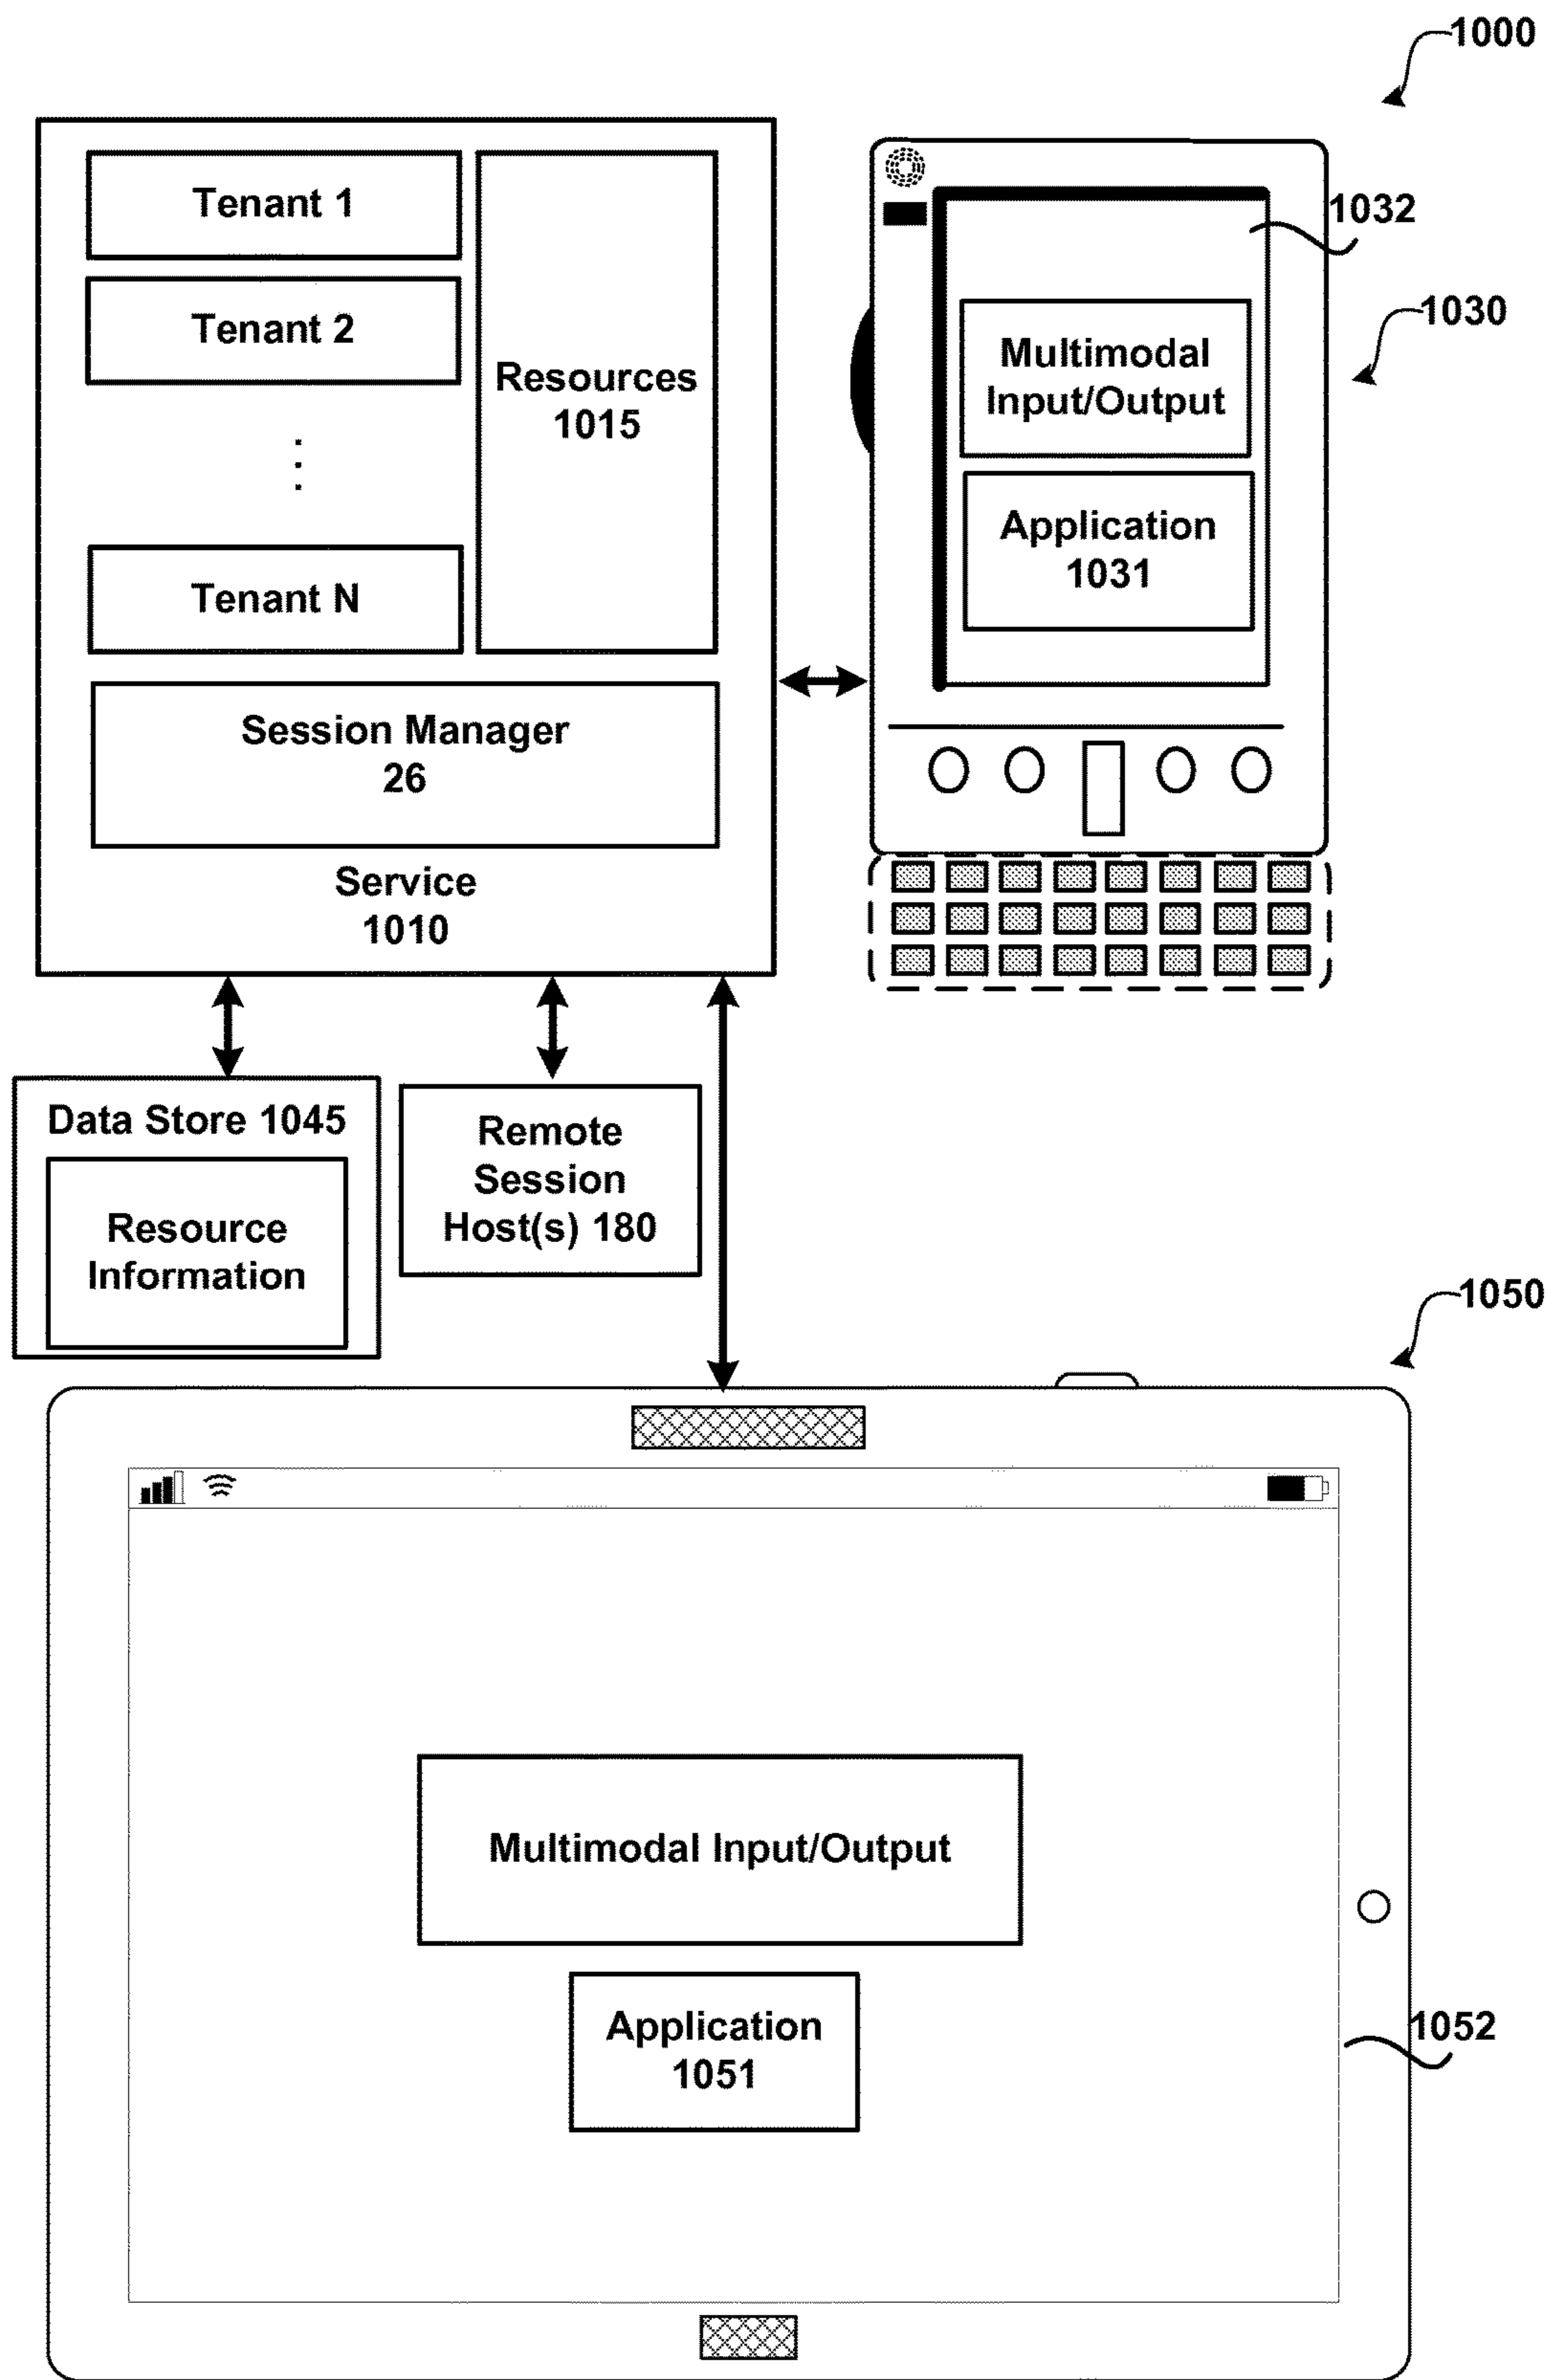 1000
Tenant 1
Tenant 2
Tenant N
Resources
1015
Session Manager
26
Service
1010
1032
1030
Multimodal
Input/Output
Application
1031
Data Store 1045
Resource
Information
Remote
Session
Host(s) 180
1050
Multimodal Input/Output
Application
1051
1052